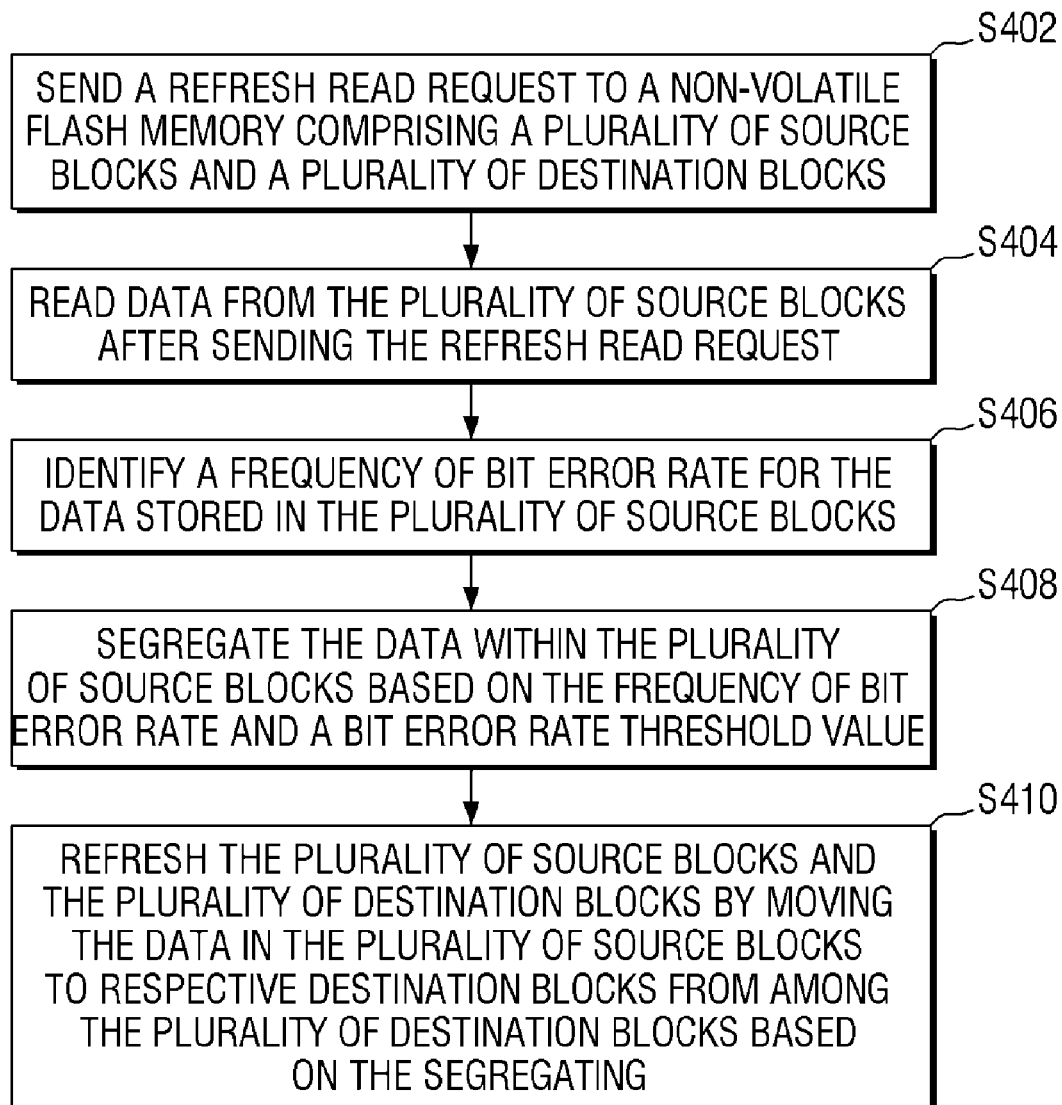 S402
SEND A REFRESH READ REQUEST TO A NON-VOLATILE
FLASH MEMORY COMPRISING A PLURALITY OF SOURCE
BLOCKS AND A PLURALITY OF DESTINATION BLOCKS
S404
READ DATA FROM THE PLURALITY OF SOURCE BLOCKS
AFTER SENDING THE REFRESH READ REQUEST
S406
IDENTIFY A FREQUENCY OF BIT ERROR RATE FOR THE
DATA STORED IN THE PLURALITY OF SOURCE BLOCKS
S408
SEGREGATE THE DATA WITHIN THE PLURALITY
OF SOURCE BLOCKS BASED ON THE FREQUENCY OF BIT
ERROR RATE AND A BIT ERROR RATE THRESHOLD VALUE
S410
REFRESH THE PLURALITY OF SOURCE BLOCKS AND
THE PLURALITY OF DESTINATION BLOCKS BY MOVING
THE DATA IN THE PLURALITY OF SOURCE BLOCKS
TO RESPECTIVE DESTINATION BLOCKS FROM AMONG
THE PLURALITY OF DESTINATION BLOCKS BASED
ON THE SEGREGATING